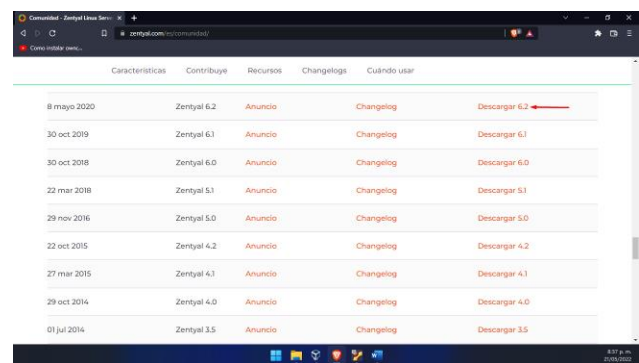 Comunidad - Zentyal Linux Serv
zentyal.com/es/comunidad/
Como instalar ownc...
Características Contribuye Recursos Changelogs Cuándo usar
8 mayo 2020 Zentyal 6.2 Anuncio Changelog Descargar 6.2
30 oct 2019 Zentyal 6.1 Anuncio Changelog Descargar 6.1
30 oct 2018 Zentyal 6.0 Anuncio Changelog Descargar 6.0
22 mar 2018 Zentyal 5.1 Anuncio Changelog Descargar 5.1
29 nov 2016 Zentyal 5.0 Anuncio Changelog Descargar 5.0
22 oct 2015 Zentyal 4.2 Anuncio Changelog Descargar 4.2
27 mar 2015 Zentyal 4.1 Anuncio Changelog Descargar 4.1
29 oct 2014 Zentyal 4.0 Anuncio Changelog Descargar 4.0
01 jul 2014 Zentyal 3.5 Anuncio Changelog Descargar 3.5
8:37 p. m.
21/05/2022